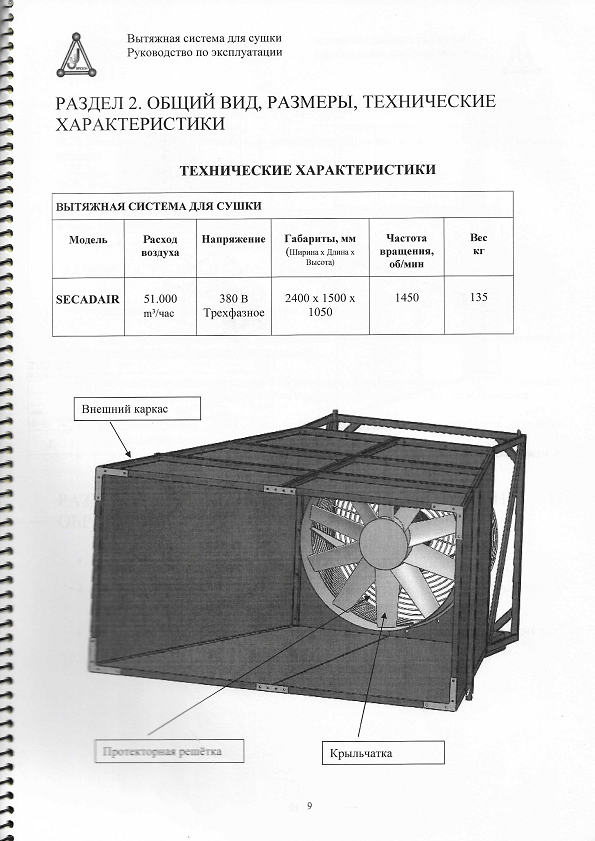 Вытяжная система для сушки
Руководство по эксплуатации
РАЗДЕЛ 2. ОБЩИЙ ВИД, РАЗМЕРЫ, ТЕХНИЧЕСКИЕ
ХАРАКТЕРИСТИКИ
ТЕХНИЧЕСКИЕ ХАРАКТЕРИСТИКИ
ВЫТЯЖНАЯ СИСТЕМА ДЛЯ СУШКИ
Модель
Расход
воздуха
Напряжение
Габариты, мм
(Ширина x Длина x
Высота)
Частота
вращения,
об/мин
Вес
кг
SECADAIR
51.000
m³/час
380 В
Трехфазное
2400 x 1500 x
1050
1450
135
Внешний каркас
Протекторная решётка
Крыльчатка
9